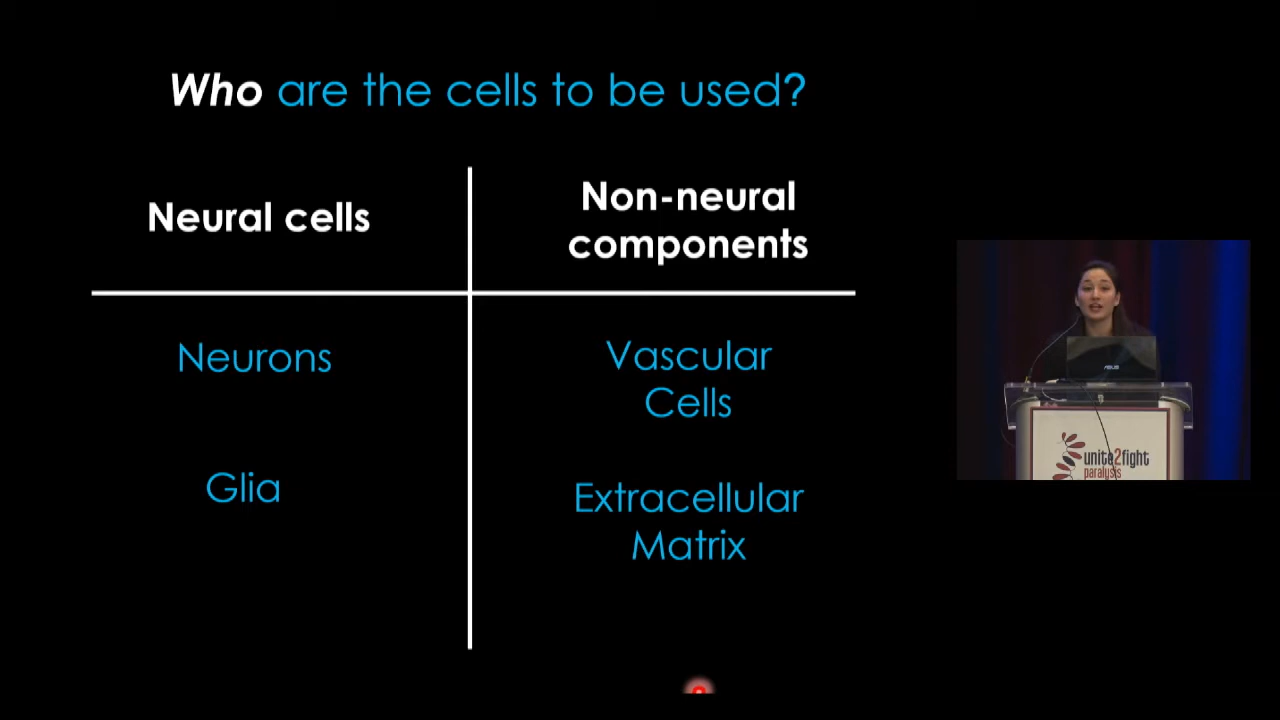 Who are the cells to be used?
Neural cells
Non-neural
components
Neurons
Vascular
Cells
Glia
Extracellular
Matrix
ASUS
unite2fight
paralysis